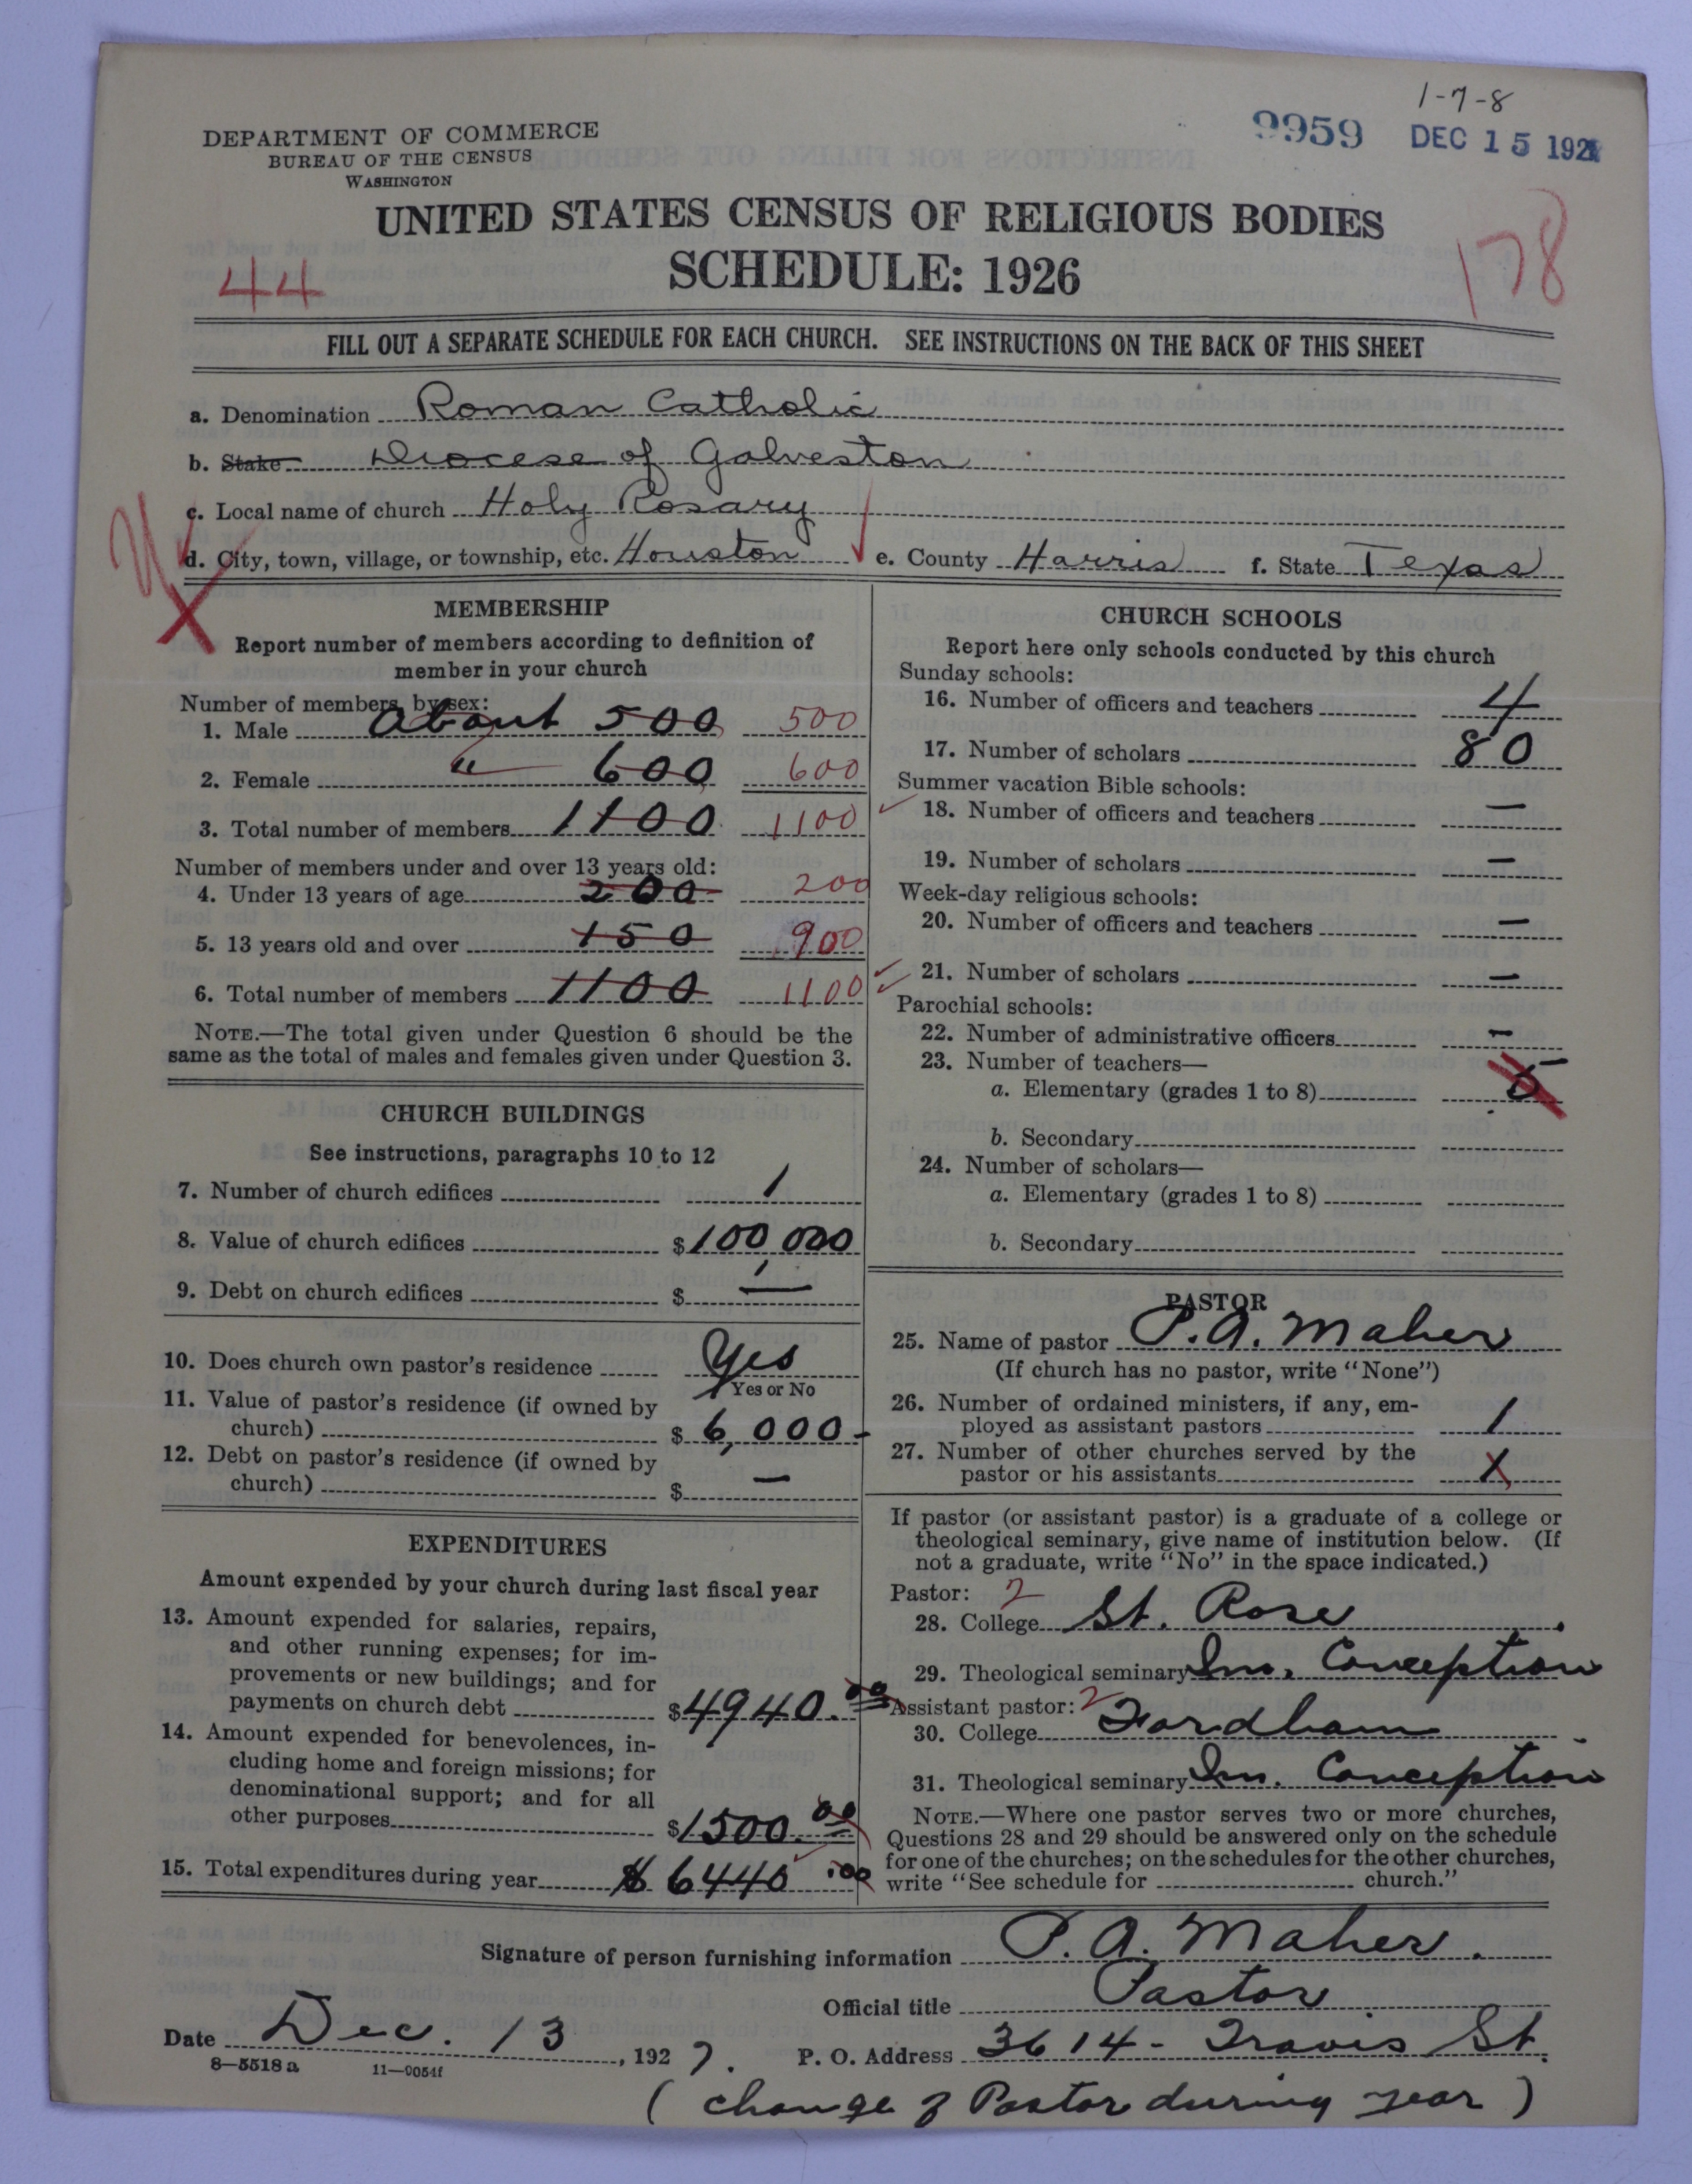 1-7-8
9959 DEC 15 192
DEPARTMENT OF COMMERCE
BUREAU OF THE CENSUS
WASHINGTON
UNITED STATES CENSUS OF RELIGIOUS BODIES
SCHEDULE: 1926
44
178
FILL OUT A SEPARATE SCHEDULE FOR EACH CHURCH. SEE INSTRUCTIONS ON THE BACK OF THIS SHEET
a. Denomination Roman Catholic
b. Stake Diocese of Galveston
c. Local name of church Holy Rosary
d. City, town, village, or township, etc. Houston e. County Harris f. State Texas
X
MEMBERSHIP
Report number of members according to definition of
member in your church
Number of members, by sex:
1. Male About 500 500
2. Female " 600 600
3. Total number of members 1100 1100
Number of members under and over 13 years old:
4. Under 13 years of age 200 200
5. 13 years old and over 150 900
6. Total number of members 1100 1100
NOTE.—The total given under Question 6 should be the
same as the total of males and females given under Question 3.
CHURCH BUILDINGS
See instructions, paragraphs 10 to 12
7. Number of church edifices 1
8. Value of church edifices $100,000
9. Debt on church edifices $ —
10. Does church own pastor's residence Yes
Yes or No
11. Value of pastor's residence (if owned by
church) $ 6,000-
12. Debt on pastor's residence (if owned by
church) $ —
EXPENDITURES
Amount expended by your church during last fiscal year
13. Amount expended for salaries, repairs,
and other running expenses; for im-
provements or new buildings; and for
payments on church debt $4940.00
14. Amount expended for benevolences, in-
cluding home and foreign missions; for
denominational support; and for all
other purposes $1500.00
15. Total expenditures during year $ 6440.00
CHURCH SCHOOLS
Report here only schools conducted by this church
Sunday schools:
16. Number of officers and teachers 4
17. Number of scholars 80
Summer vacation Bible schools:
18. Number of officers and teachers —
19. Number of scholars —
Week-day religious schools:
20. Number of officers and teachers —
21. Number of scholars —
Parochial schools:
22. Number of administrative officers —
23. Number of teachers—
a. Elementary (grades 1 to 8) 5
b. Secondary
24. Number of scholars—
a. Elementary (grades 1 to 8)
b. Secondary
PASTOR
25. Name of pastor P.A. Maher
(If church has no pastor, write "None")
26. Number of ordained ministers, if any, em-
ployed as assistant pastors 1
27. Number of other churches served by the
pastor or his assistants X
If pastor (or assistant pastor) is a graduate of a college or
theological seminary, give name of institution below. (If
not a graduate, write "No" in the space indicated.)
Pastor: 2
28. College St. Rose
29. Theological seminary Im. Conception
Assistant pastor: 2
30. College Fordham
31. Theological seminary Im. Conception
NOTE.—Where one pastor serves two or more churches,
Questions 28 and 29 should be answered only on the schedule
for one of the churches; on the schedules for the other churches,
write "See schedule for church."
Signature of person furnishing information P. A. Maher.
Official title Pastor
Date Dec. 13, 1927. P. O. Address 3614 - Travis St.
8-5518 a 11-9054f
( change of Pastor during year )